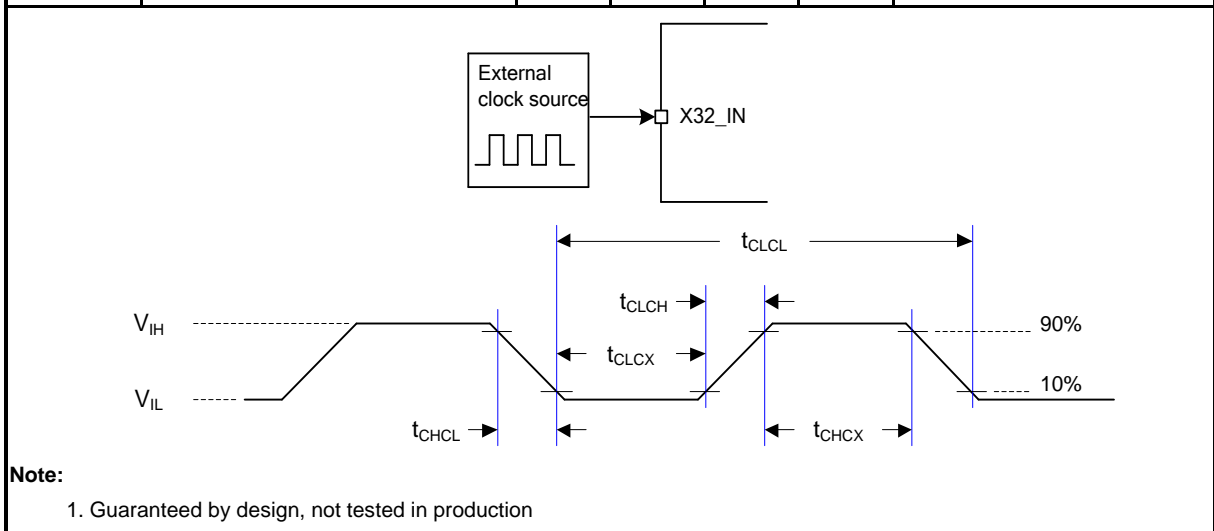 External
clock source
X32_IN
tCLCL
tCLCH
VIH
90%
tCLCX
VIL
10%
tCHCL
tCHCX
Note:
1. Guaranteed by design, not tested in production